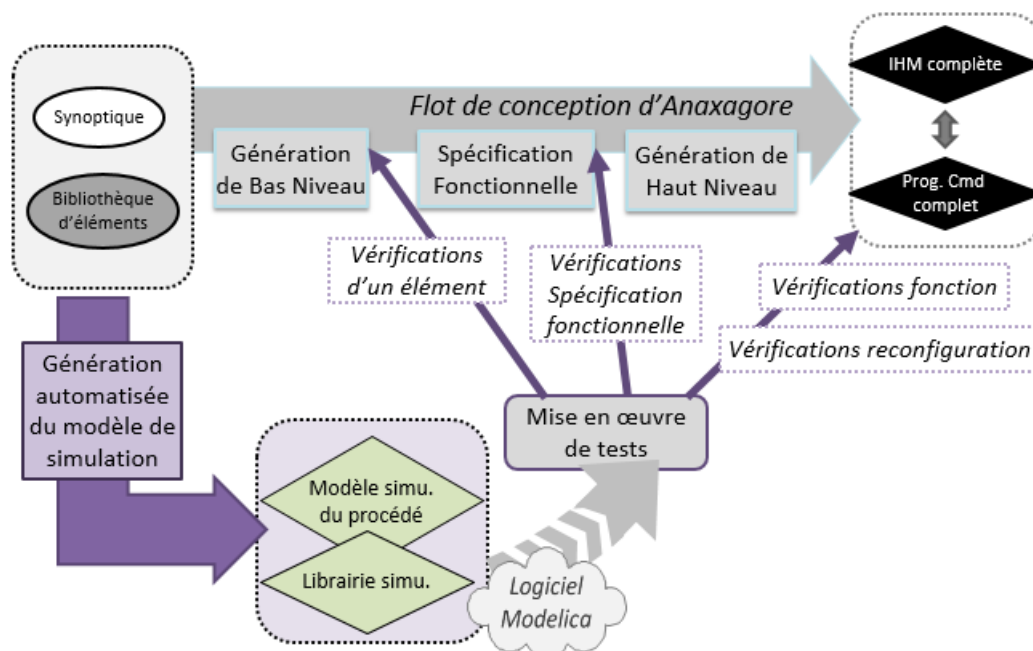 IHM complète
Synoptique
Flot de conception d'Anaxagore
Génération
de Bas Niveau
Spécification
Fonctionnelle
Génération de
Haut Niveau
Bibliothèque
d'éléments
Prog. Cmd
complet
Vérifications
d'un élément
Vérifications
Spécification
fonctionnelle
Vérifications fonction
Vérifications reconfiguration
Génération
automatisée
du modèle de
simulation
Mise en œuvre
de tests
Modèle simu.
du procédé
Librairie simu.
Logiciel
Modelica